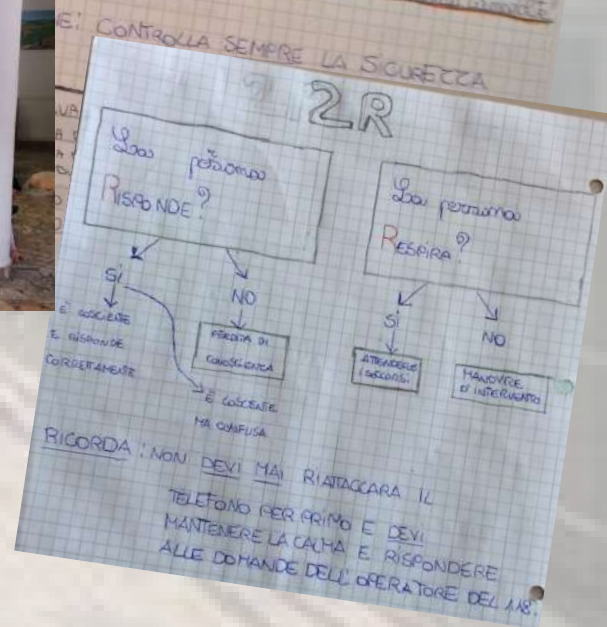 E: CONTROLLA SEMPRE LA SICUREZZA
2R
La persona
RISPONDE?
La persona
RESPIRA?
SI
NO
SI
NO
È COSCIENTE
E RISPONDE
CORRETTAMENTE
PERDITA DI
CONOSCIENZA
È COSCIENTE
MA CONFUSA
ATTENDERE
I SOCCORSI
MANOVRE
D'INTERVENTO
RICORDA: NON DEVI MAI RIATTACCARA IL
TELEFONO PER PRIMO E DEVI
MANTENERE LA CALMA E RISPONDERE
ALLE DOMANDE DELL'OPERATORE DEL 118.